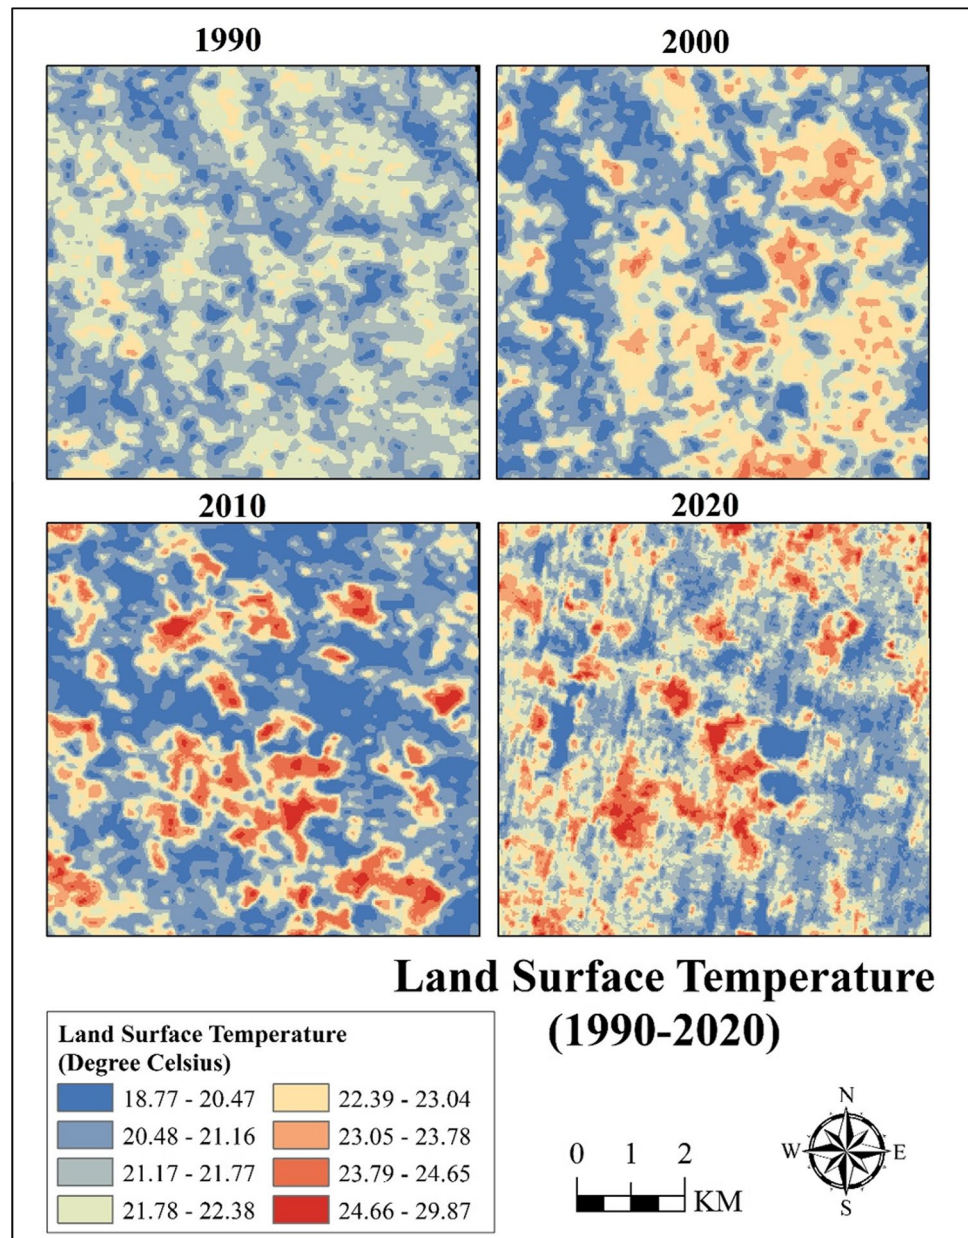 1990
2000
2010
2020
Land Surface Temperature
(1990-2020)
Land Surface Temperature
(Degree Celsius)
18.77 - 20.47
20.48 - 21.16
21.17 - 21.77
21.78 - 22.38
22.39 - 23.04
23.05 - 23.78
23.79 - 24.65
24.66 - 29.87
0 1 2
KM
N
W E
S